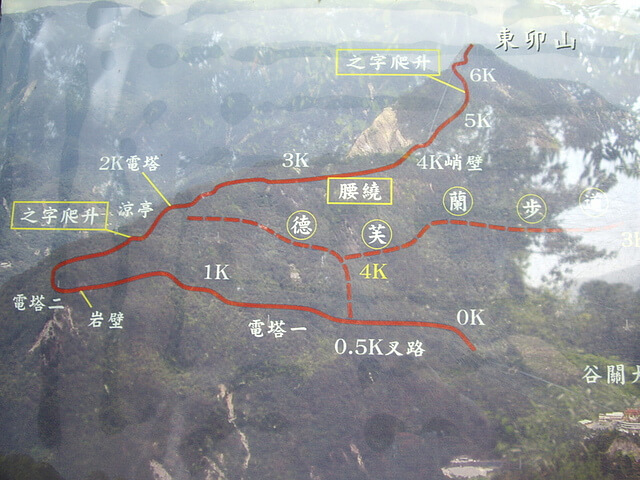 東卯山
之字爬升
6K
5K
2K電塔
3K
4K峭壁
腰繞
之字爬升
涼亭
德芙蘭步道
1K
4K
電塔二
岩壁
電塔一
0K
0.5K叉路
谷關